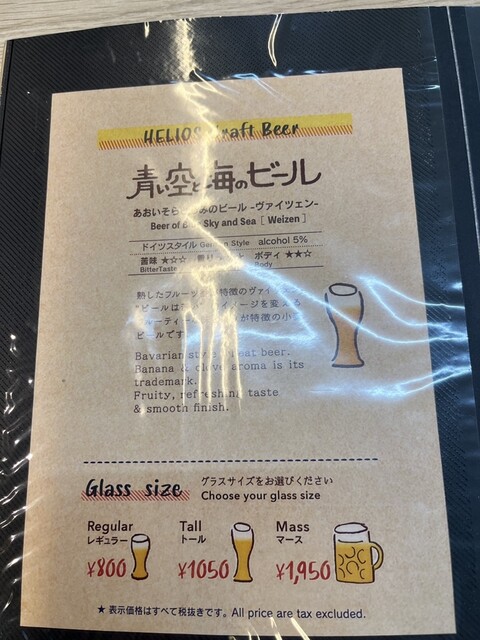 HELIOS Craft Beer
青い空と海のビール
あおいそら みのビール -ヴァイツェン-
Beer of Sky and Sea [ Weizen ]
ドイツスタイル German Style alcohol 5%
苦味 ★☆☆ 香り ボディ ★★☆
BitterTaste Body
熟したフルーツ 特徴のヴァイ
ビールは イメージを変える
ーティー が特徴の小
ビールです
Bavarian style wheat beer.
Banana & clove aroma is its
trademark.
Fruity, refreshing taste
& smooth finish.
Glass size グラスサイズをお選びください
Choose your glass size
Regular Tall Mass
レギュラー トール マース
¥800 ¥1050 ¥1,950
★ 表示価格はすべて税抜きです。All price are tax excluded.